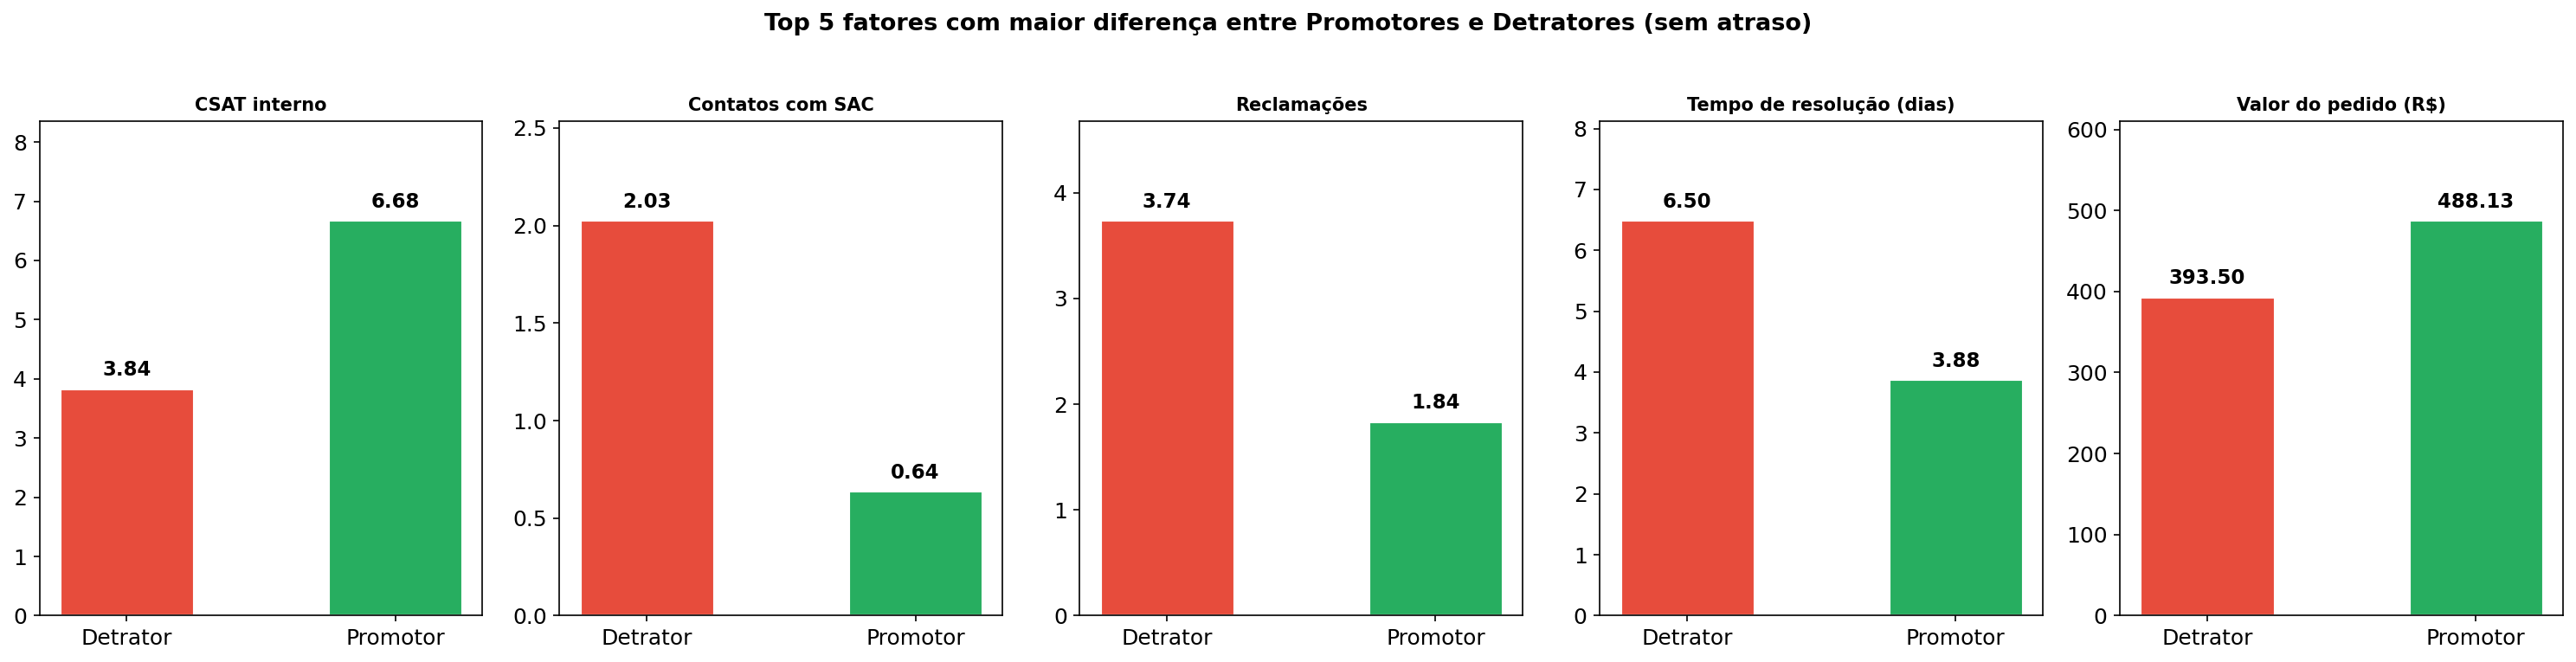 Top 5 fatores com maior diferença entre Promotores e Detratores (sem atraso)
CSAT interno
8
7
6
5
4
3
2
1
0
3.84
6.68
Detrator
Promotor
Contatos com SAC
2.5
2.0
1.5
1.0
0.5
0.0
2.03
0.64
Detrator
Promotor
Reclamações
4
3
2
1
0
3.74
1.84
Detrator
Promotor
Tempo de resolução (dias)
8
7
6
5
4
3
2
1
0
6.50
3.88
Detrator
Promotor
Valor do pedido (R$)
600
500
400
300
200
100
0
393.50
488.13
Detrator
Promotor